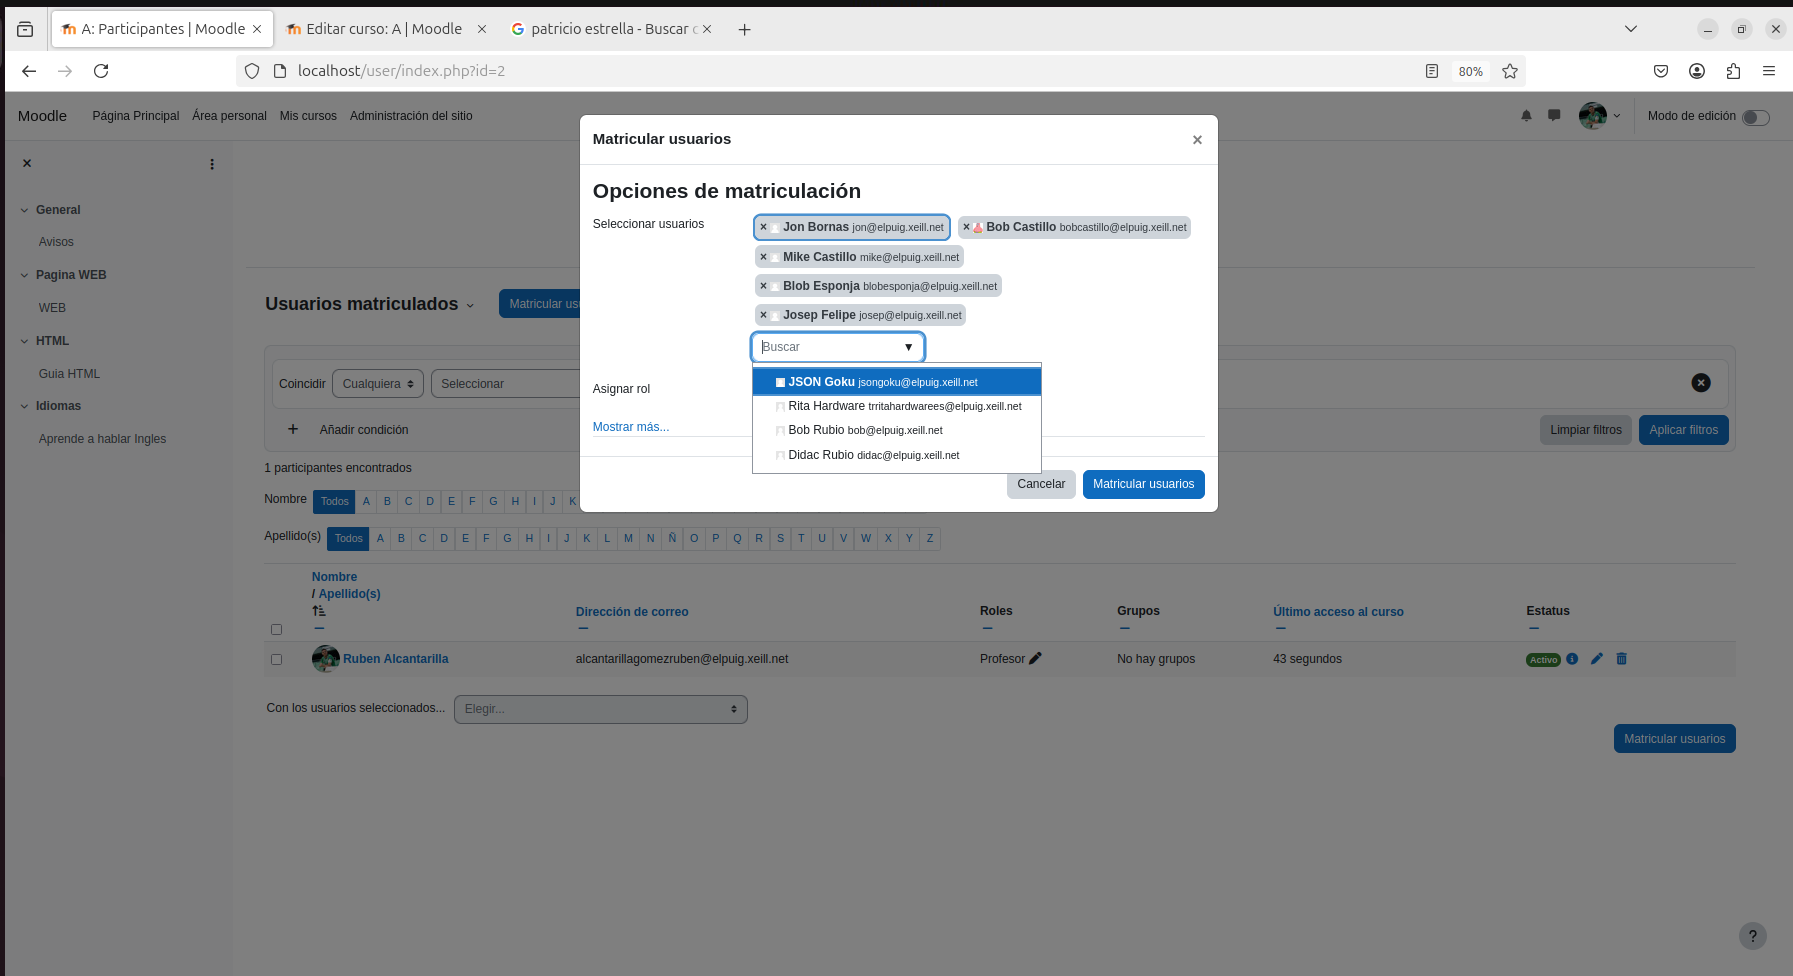 A: Participantes | Moodle
Editar curso: A | Moodle
patricio estrella - Buscar
localhost/user/index.php?id=2
80%
Moodle
Página Principal
Área personal
Mis cursos
Administración del sitio
Modo de edición
General
Avisos
Pagina WEB
WEB
HTML
Guia HTML
Idiomas
Aprende a hablar Ingles
Matricular usuarios
×
Opciones de matriculación
Seleccionar usuarios
× Jon Bornas jon@elpuig.xeill.net
× Bob Castillo bobcastillo@elpuig.xeill.net
× Mike Castillo mike@elpuig.xeill.net
× Blob Esponja blobesponja@elpuig.xeill.net
× Josep Felipe josep@elpuig.xeill.net
Buscar ▼
JSON Goku jsongoku@elpuig.xeill.net
Rita Hardware trritahardwarees@elpuig.xeill.net
Bob Rubio bob@elpuig.xeill.net
Didac Rubio didac@elpuig.xeill.net
Asignar rol
Mostrar más...
Cancelar
Matricular usuarios
Usuarios matriculados
Matricular
Coincidir
Cualquiera
Seleccionar
+ Añadir condición
Limpiar filtros
Aplicar filtros
1 participantes encontrados
Nombre Todos A B C D E F G H I J K
Apellido(s) Todos A B C D E F G H I J K L M N Ñ O P Q R S T U V W X Y Z
Nombre
/ Apellido(s)
Dirección de correo
Roles
Grupos
Último acceso al curso
Estatus
Ruben Alcantarilla
alcantarillagomezruben@elpuig.xeill.net
Profesor
No hay grupos
43 segundos
Activo
Con los usuarios seleccionados...
Elegir...
Matricular usuarios
?